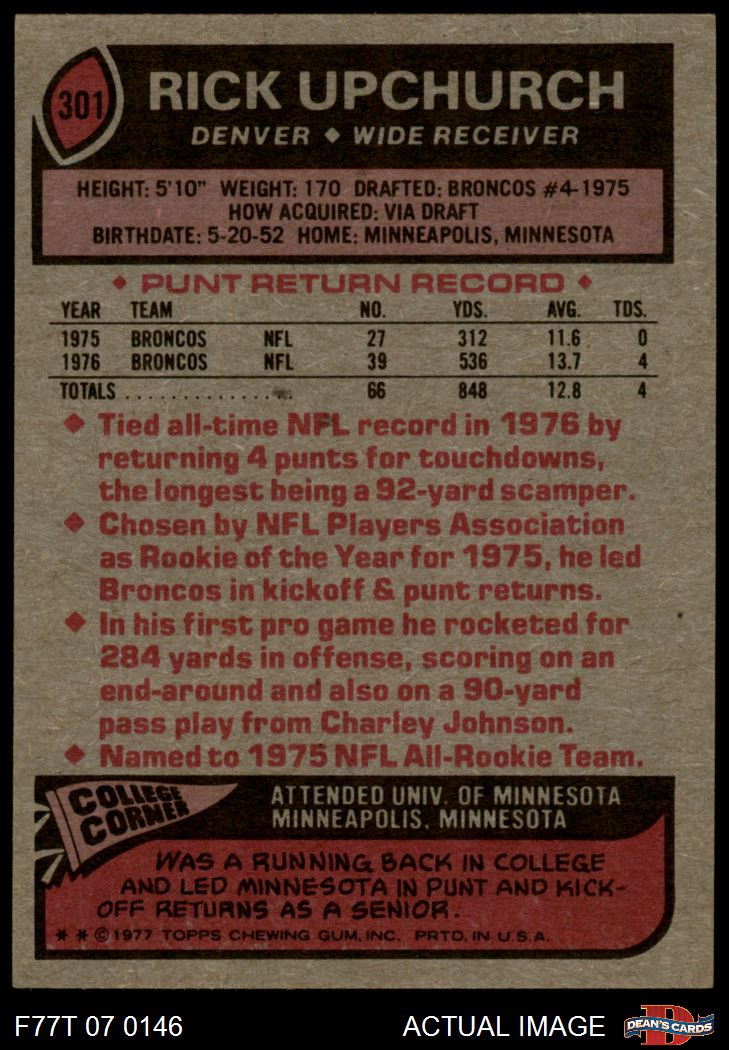 301
RICK UPCHURCH
DENVER ♦ WIDE RECEIVER
HEIGHT: 5'10" WEIGHT: 170 DRAFTED: BRONCOS #4-1975
HOW ACQUIRED: VIA DRAFT
BIRTHDATE: 5-20-52 HOME: MINNEAPOLIS, MINNESOTA
♦ PUNT RETURN RECORD ♦
YEAR TEAM NO. YDS. AVG. TDS.
1975 BRONCOS NFL 27 312 11.6 0
1976 BRONCOS NFL 39 536 13.7 4
TOTALS . . . . . . . . . . . . . . . 66 848 12.8 4
♦ Tied all-time NFL record in 1976 by
returning 4 punts for touchdowns,
the longest being a 92-yard scamper.
♦ Chosen by NFL Players Association
as Rookie of the Year for 1975, he led
Broncos in kickoff & punt returns.
♦ In his first pro game he rocketed for
284 yards in offense, scoring on an
end-around and also on a 90-yard
pass play from Charley Johnson.
♦ Named to 1975 NFL All-Rookie Team.
COLLEGE
CORNER
ATTENDED UNIV. OF MINNESOTA
MINNEAPOLIS, MINNESOTA
WAS A RUNNING BACK IN COLLEGE
AND LED MINNESOTA IN PUNT AND KICK-
OFF RETURNS AS A SENIOR.
* * © 1977 TOPPS CHEWING GUM, INC. PRTD. IN U.S.A.
F77T 07 0146 ACTUAL IMAGE
D
DEAN'S CARDS